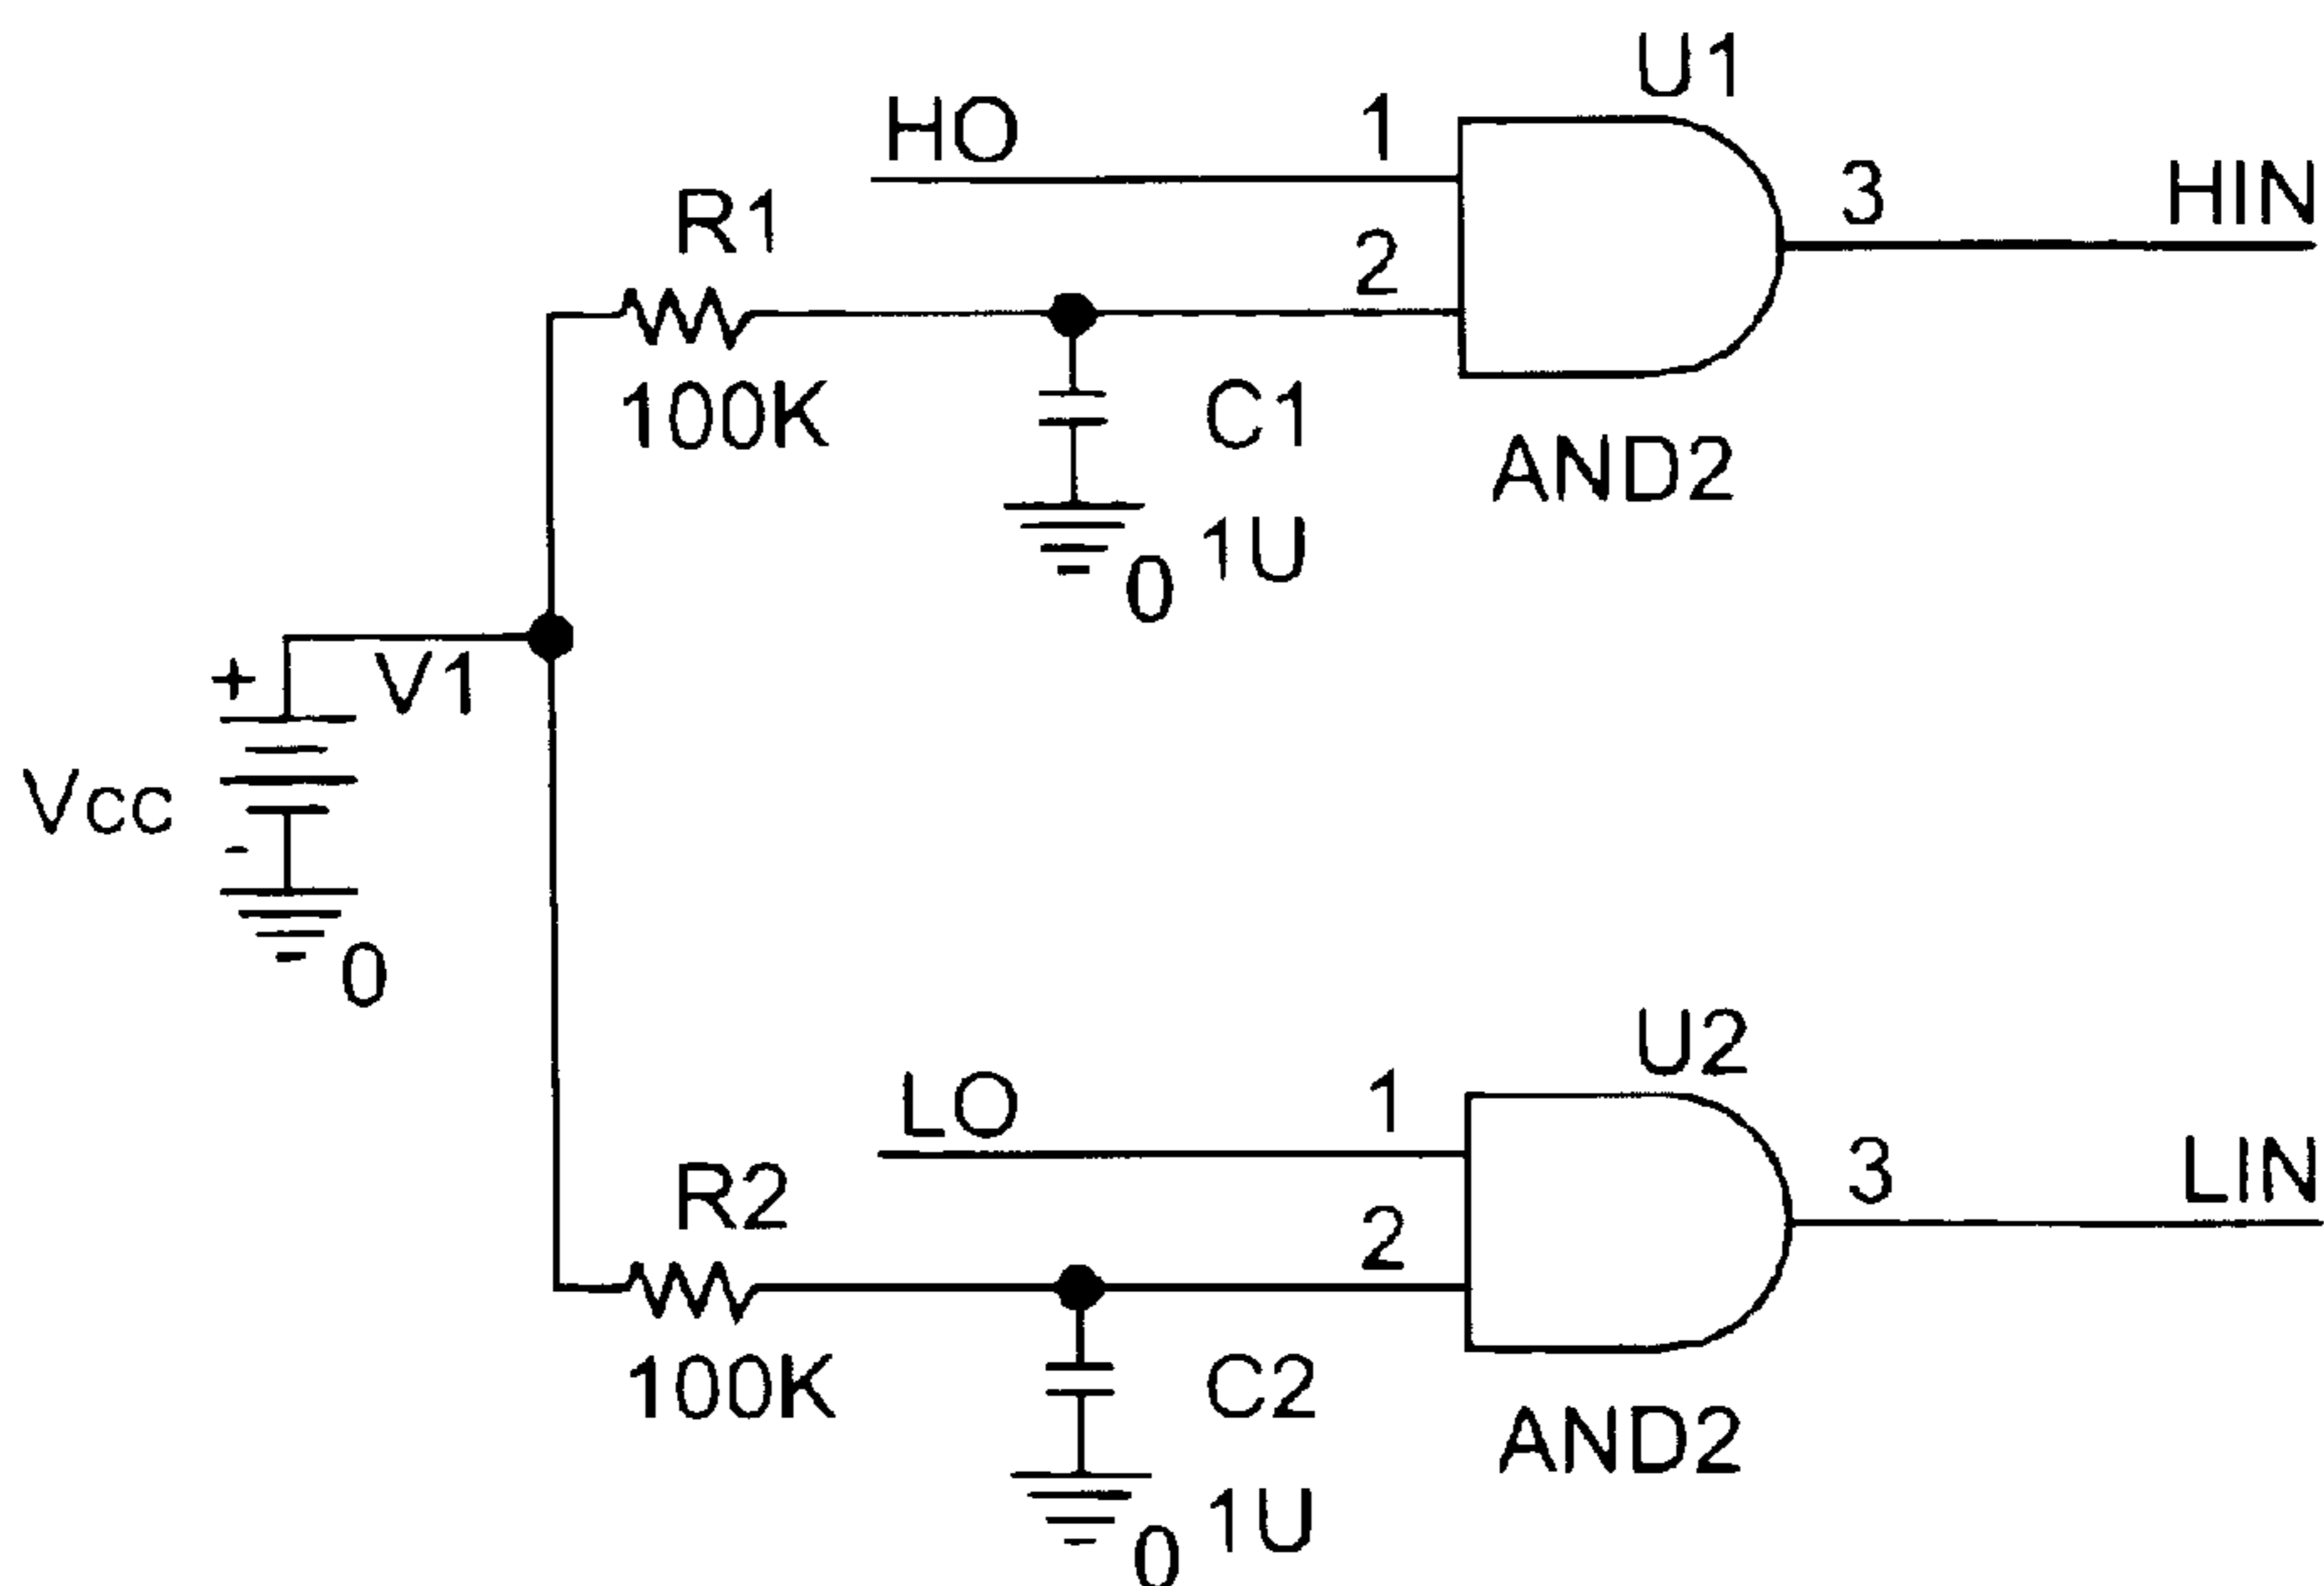 U1
HO 1
3 HIN
R1
2
100K
C1
AND2
1U
0
+ V1
Vcc
-
0
U2
LO 1
3 LIN
R2
2
100K
C2
AND2
1U
0